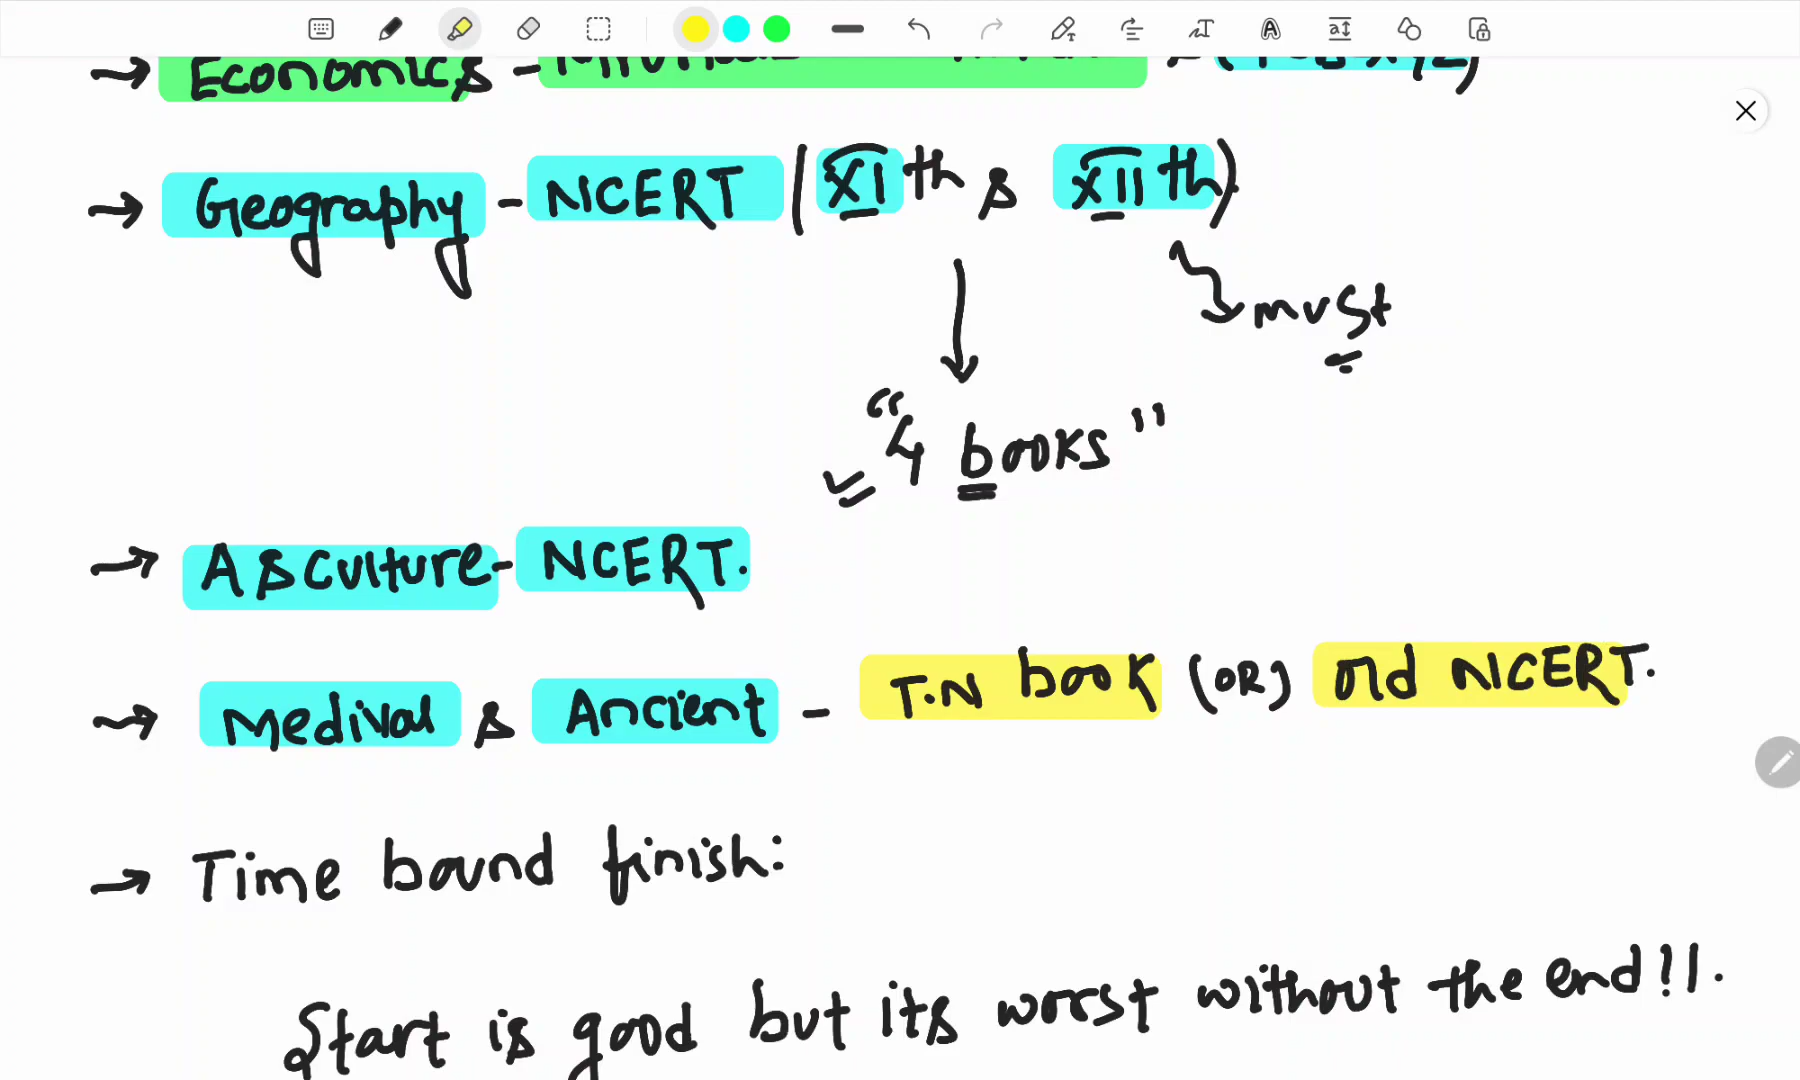 → Economics -
→ Geography - NCERT (XIth & XIIth)
must
"4 books"
→ A & culture - NCERT.
→ Medival & Ancient - T.N book (OR) old NCERT.
→ Time bound finish:
Start is good but its worst without the end!!.